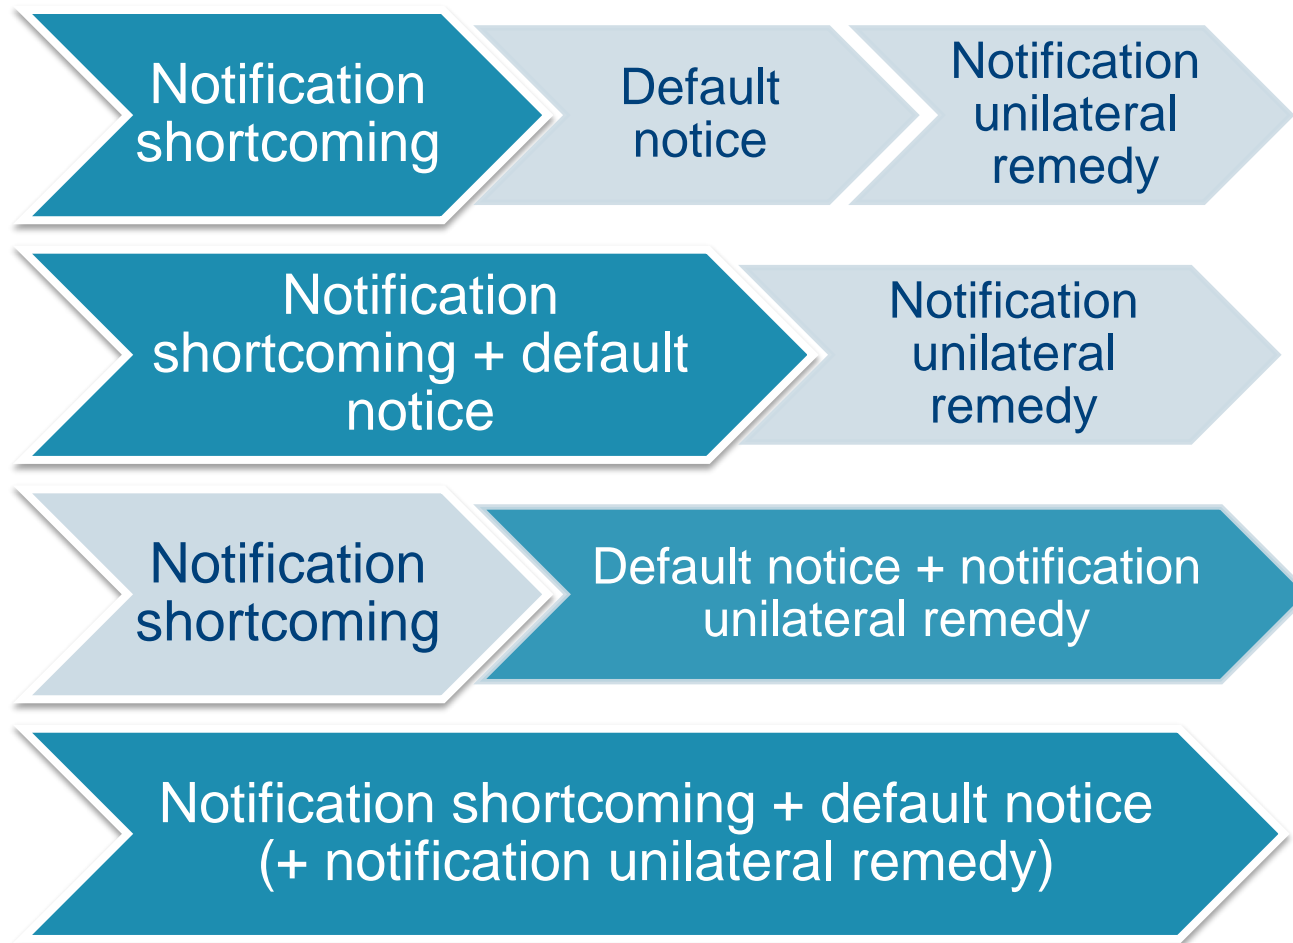 Notification
shortcoming
Default
notice
Notification
unilateral
remedy
Notification
shortcoming + default
notice
Notification
unilateral
remedy
Notification
shortcoming
Default notice + notification
unilateral remedy
Notification shortcoming + default notice
(+ notification unilateral remedy)